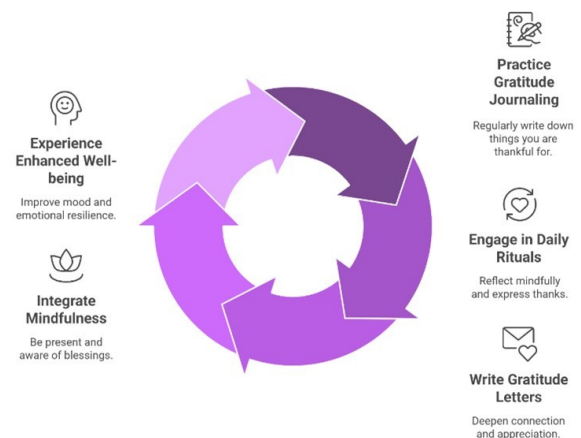 Practice
Gratitude
Journaling
Regularly write down
things you are
thankful for.
Engage in Daily
Rituals
Reflect mindfully
and express thanks.
Write Gratitude
Letters
Deepen connection
and appreciation.
Integrate
Mindfulness
Be present and
aware of blessings.
Experience
Enhanced Well-
being
Improve mood and
emotional resilience.